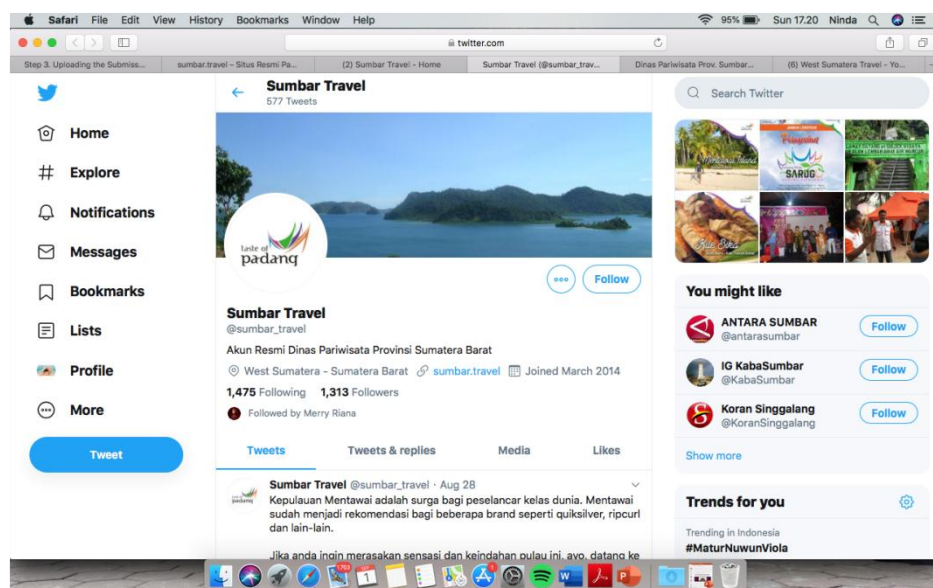 Safari File Edit View History Bookmarks Window Help 95% Sun 17.20 Ninda
twitter.com
Step 3. Uploading the Submiss... sumbar.travel – Situs Resmi Pa... (2) Sumbar Travel - Home Sumbar Travel (@sumbar_trav... Dinas Pariwisata Prov. Sumbar... (6) West Sumatera Travel - Yo...
Sumbar Travel
577 Tweets
Search Twitter
Home
Explore
Notifications
Messages
Bookmarks
Lists
Profile
More
Tweet
taste of
padang
Follow
Sumbar Travel
@sumbar_travel
Akun Resmi Dinas Pariwisata Provinsi Sumatera Barat
West Sumatera - Sumatera Barat sumbar.travel Joined March 2014
1,475 Following 1,313 Followers
Followed by Merry Riana
Tweets Tweets & replies Media Likes
Sumbar Travel @sumbar_travel · Aug 28
Kepulauan Mentawai adalah surga bagi peselancar kelas dunia. Mentawai
sudah menjadi rekomendasi bagi beberapa brand seperti quiksilver, ripcurl
dan lain-lain.
Jika anda ingin merasakan sensasi dan keindahan pulau ini, ayo, datang ke
SARUG
You might like
ANTARA SUMBAR
@antarasumbar
Follow
IG KabaSumbar
@KabaSumbar
Follow
Koran Singgalang
@KoranSinggalang
Follow
Show more
Trends for you
Trending in Indonesia
#MaturNuwunViola